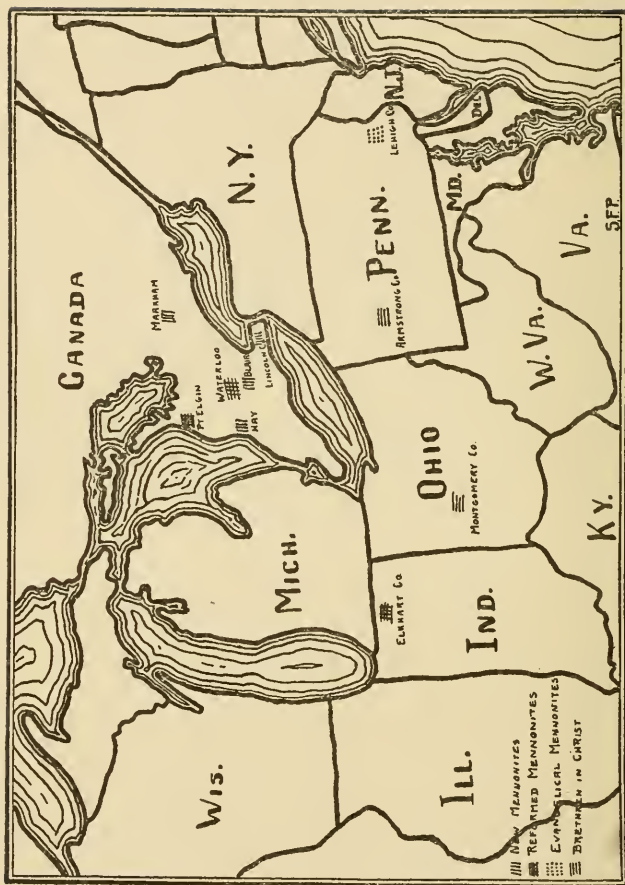 CANADA
MARKHAM
Pt ELGIN
WATERLOO
BLAIR
LINCOLN CO.
HAY
N.Y.
MICH.
WIS.
PENN.
ARMSTRONG Co.
LEHIGH Co.
N.J.
DEL.
MD.
OHIO
MONTGOMERY Co.
ELKHART Co.
IND.
ILL.
W. VA.
VA.
KY.
S.F.P.
NEW MENNONITES
REFORMED MENNONITES
EVANGELICAL MENNONITES
BRETHREN IN CHRIST